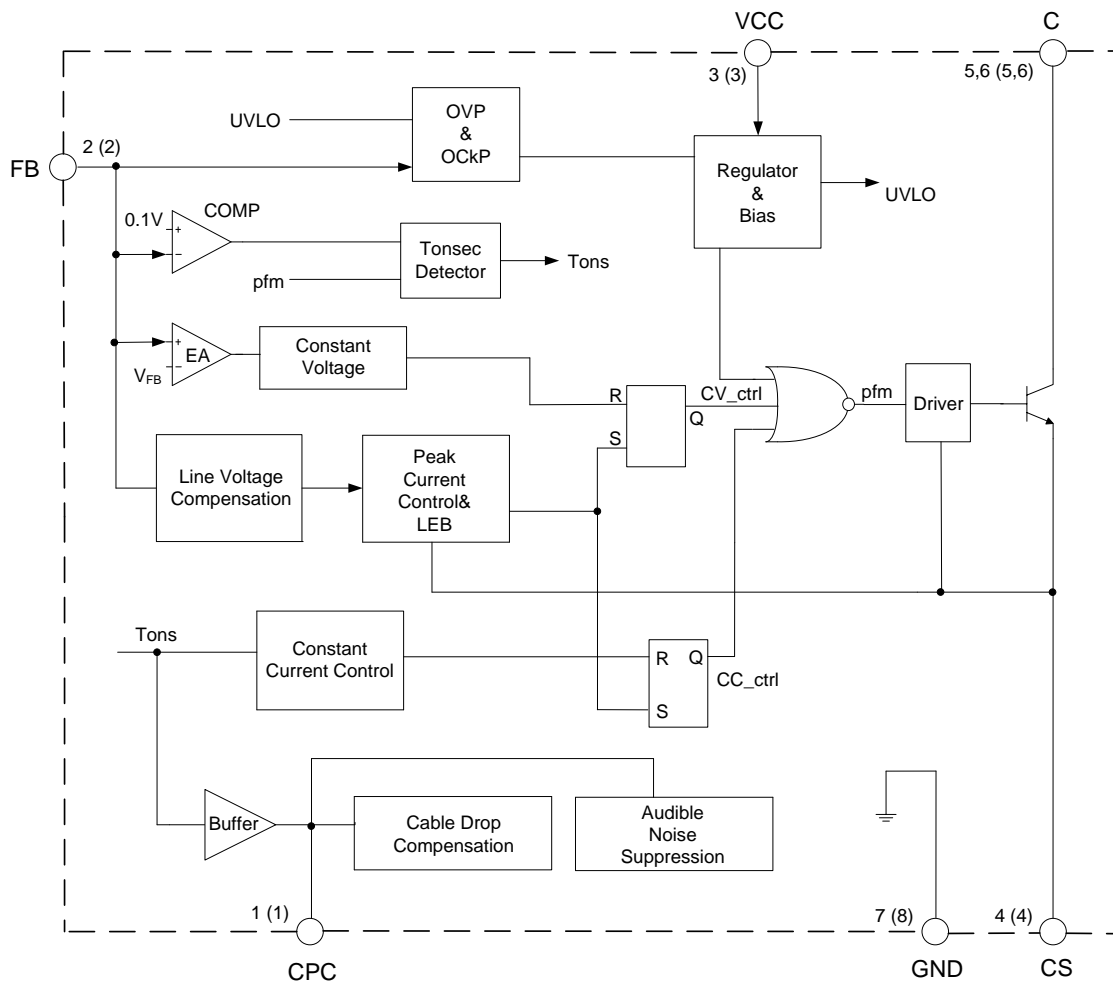 VCC
C
3 (3)
5,6 (5,6)
UVLO
OVP
&
OCkP
FB
2 (2)
Regulator
&
Bias
UVLO
0.1V
+
−
COMP
Tonsec
Detector
Tons
pfm
+
−
EA
VFB
Constant
Voltage
R
S
Q
CV_ctrl
pfm
Driver
Line Voltage
Compensation
Peak
Current
Control&
LEB
Tons
Constant
Current Control
R
Q
S
CC_ctrl
Buffer
Cable Drop
Compensation
Audible
Noise
Suppression
1 (1)
7 (8)
4 (4)
CPC
GND
CS